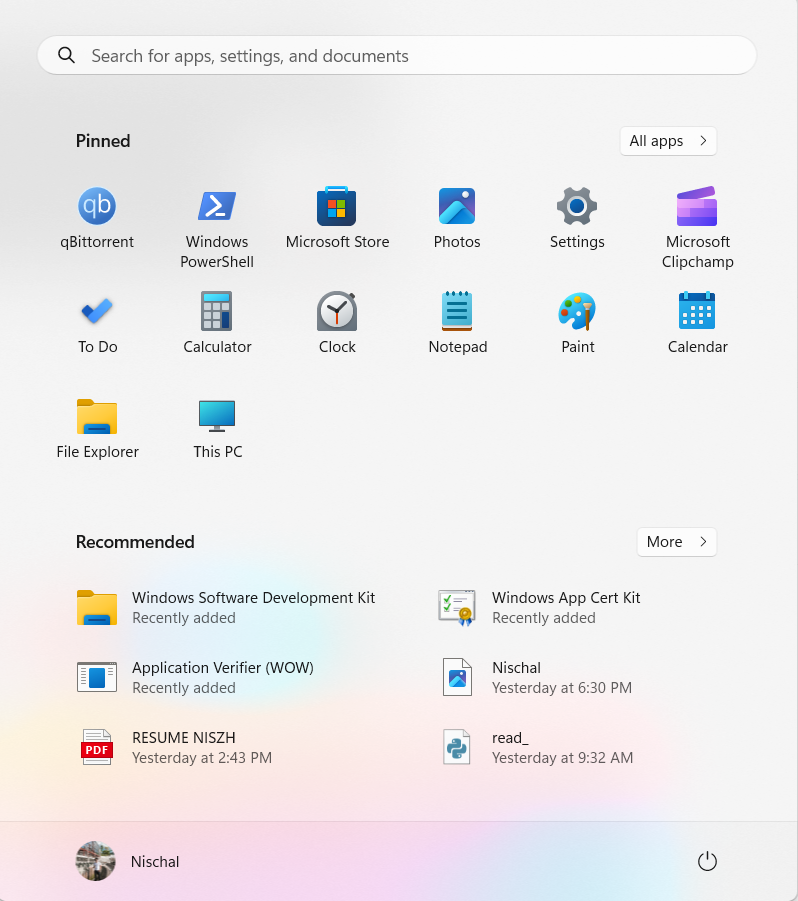 Search for apps, settings, and documents
Pinned
All apps
qb
qBittorrent
Windows
PowerShell
Microsoft Store
Photos
Settings
Microsoft
Clipchamp
To Do
Calculator
Clock
Notepad
Paint
Calendar
File Explorer
This PC
Recommended
More
Windows Software Development Kit
Recently added
Windows App Cert Kit
Recently added
Application Verifier (WOW)
Recently added
Nischal
Yesterday at 6:30 PM
PDF
RESUME NISZH
Yesterday at 2:43 PM
read_
Yesterday at 9:32 AM
Nischal